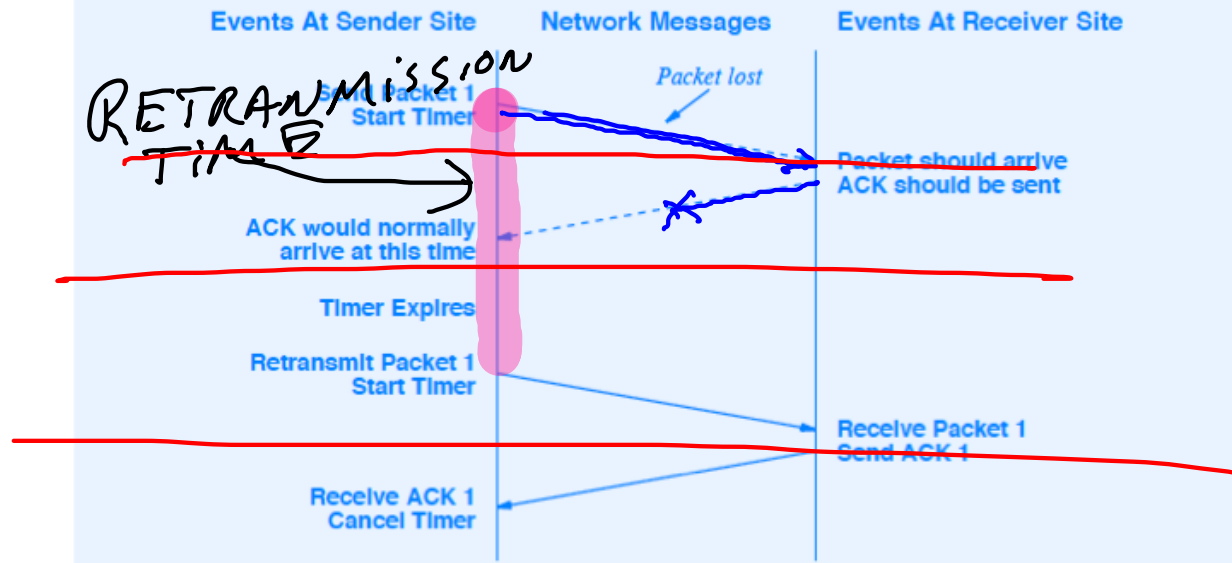 Events At Sender Site
Network Messages
Events At Receiver Site
RETRANMISSION
TIME
Send Packet 1
Start Timer
Packet lost
Packet should arrive
ACK should be sent
ACK would normally
arrive at this time
Timer Expires
Retransmit Packet 1
Start Timer
Receive Packet 1
Send ACK 1
Receive ACK 1
Cancel Timer